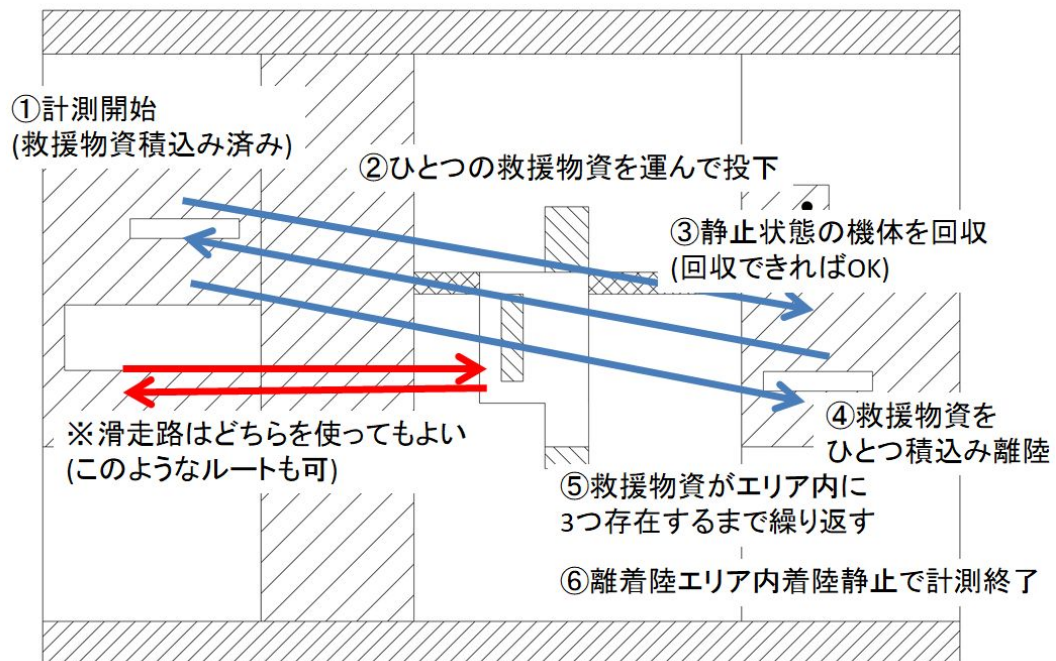 ①計測開始
(救援物資積込み済み)
②ひとつの救援物資を運んで投下
③静止状態の機体を回収
(回収できればOK)
※滑走路はどちらを使ってもよい
(このようなルートも可)
④救援物資を
ひとつ積込み離陸
⑤救援物資がエリア内に
3つ存在するまで繰り返す
⑥離着陸エリア内着陸静止で計測終了